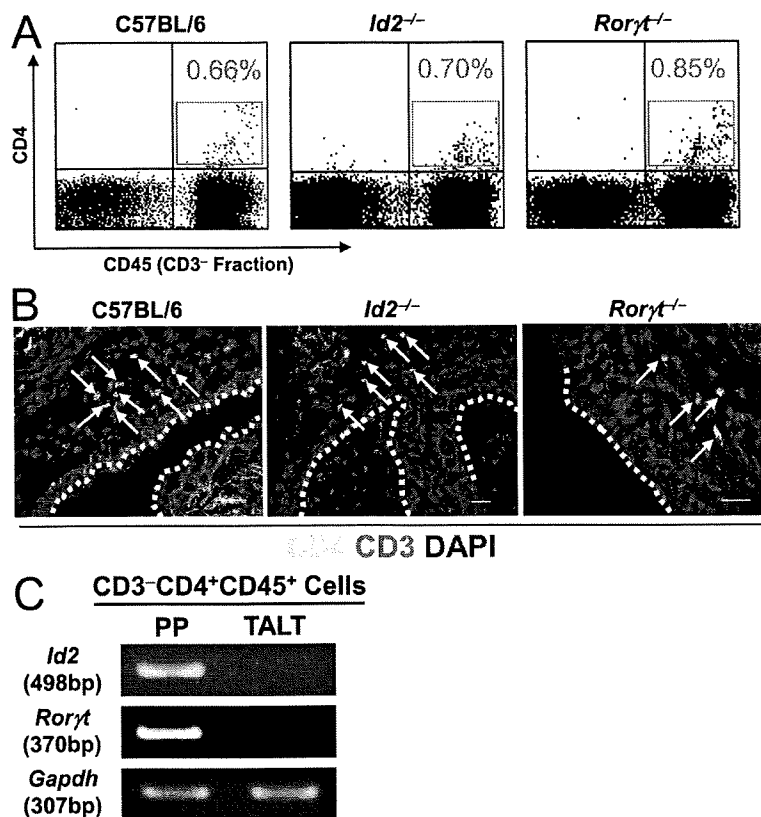 A
C57BL/6 Id2–/– Rorγt–/–
0.66% 0.70% 0.85%
CD4
CD45 (CD3– Fraction)
B
C57BL/6 Id2–/– Rorγt–/–
CD4 CD3 DAPI
C
CD3–CD4+CD45+ Cells
PP TALT
Id2
(498bp)
Rorγt
(370bp)
Gapdh
(307bp)